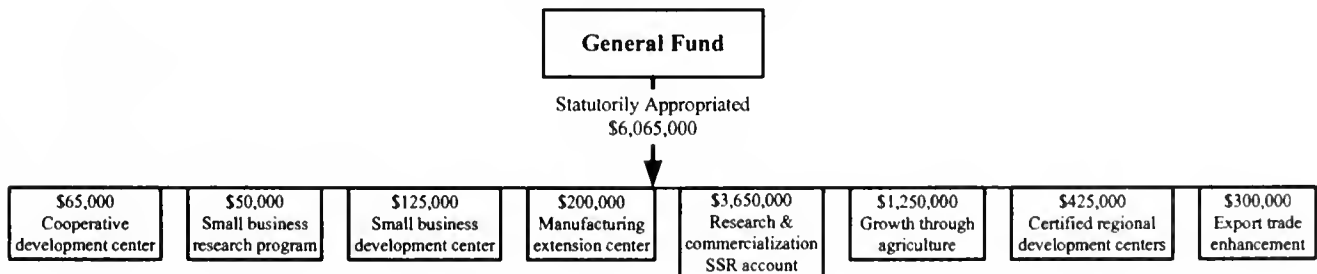 General Fund
Statutorily Appropriated
$6,065,000
$65,000
Cooperative
development center
$50,000
Small business
research program
$125,000
Small business
development center
$200,000
Manufacturing
extension center
$3,650,000
Research &
commercialization
SSR account
$1,250,000
Growth through
agriculture
$425,000
Certified regional
development centers
$300,000
Export trade
enhancement